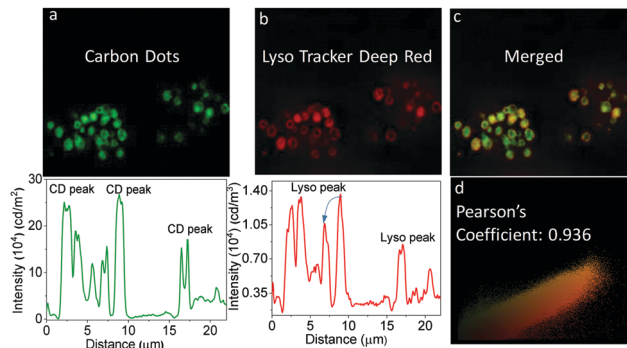 a
Carbon Dots
b
Lyso Tracker Deep Red
c
Merged
CD peak
CD peak
CD peak
30
25
20
15
10
5
0
0
5
10
15
20
Intensity (10⁴) (cd/m²)
Distance (µm)
Lyso peak
Lyso peak
1.40
1.05
0.70
0.35
0
5
10
15
20
Intensity (10⁴) (cd/m³)
Distance (µm)
d
Pearson's
Coefficient: 0.936